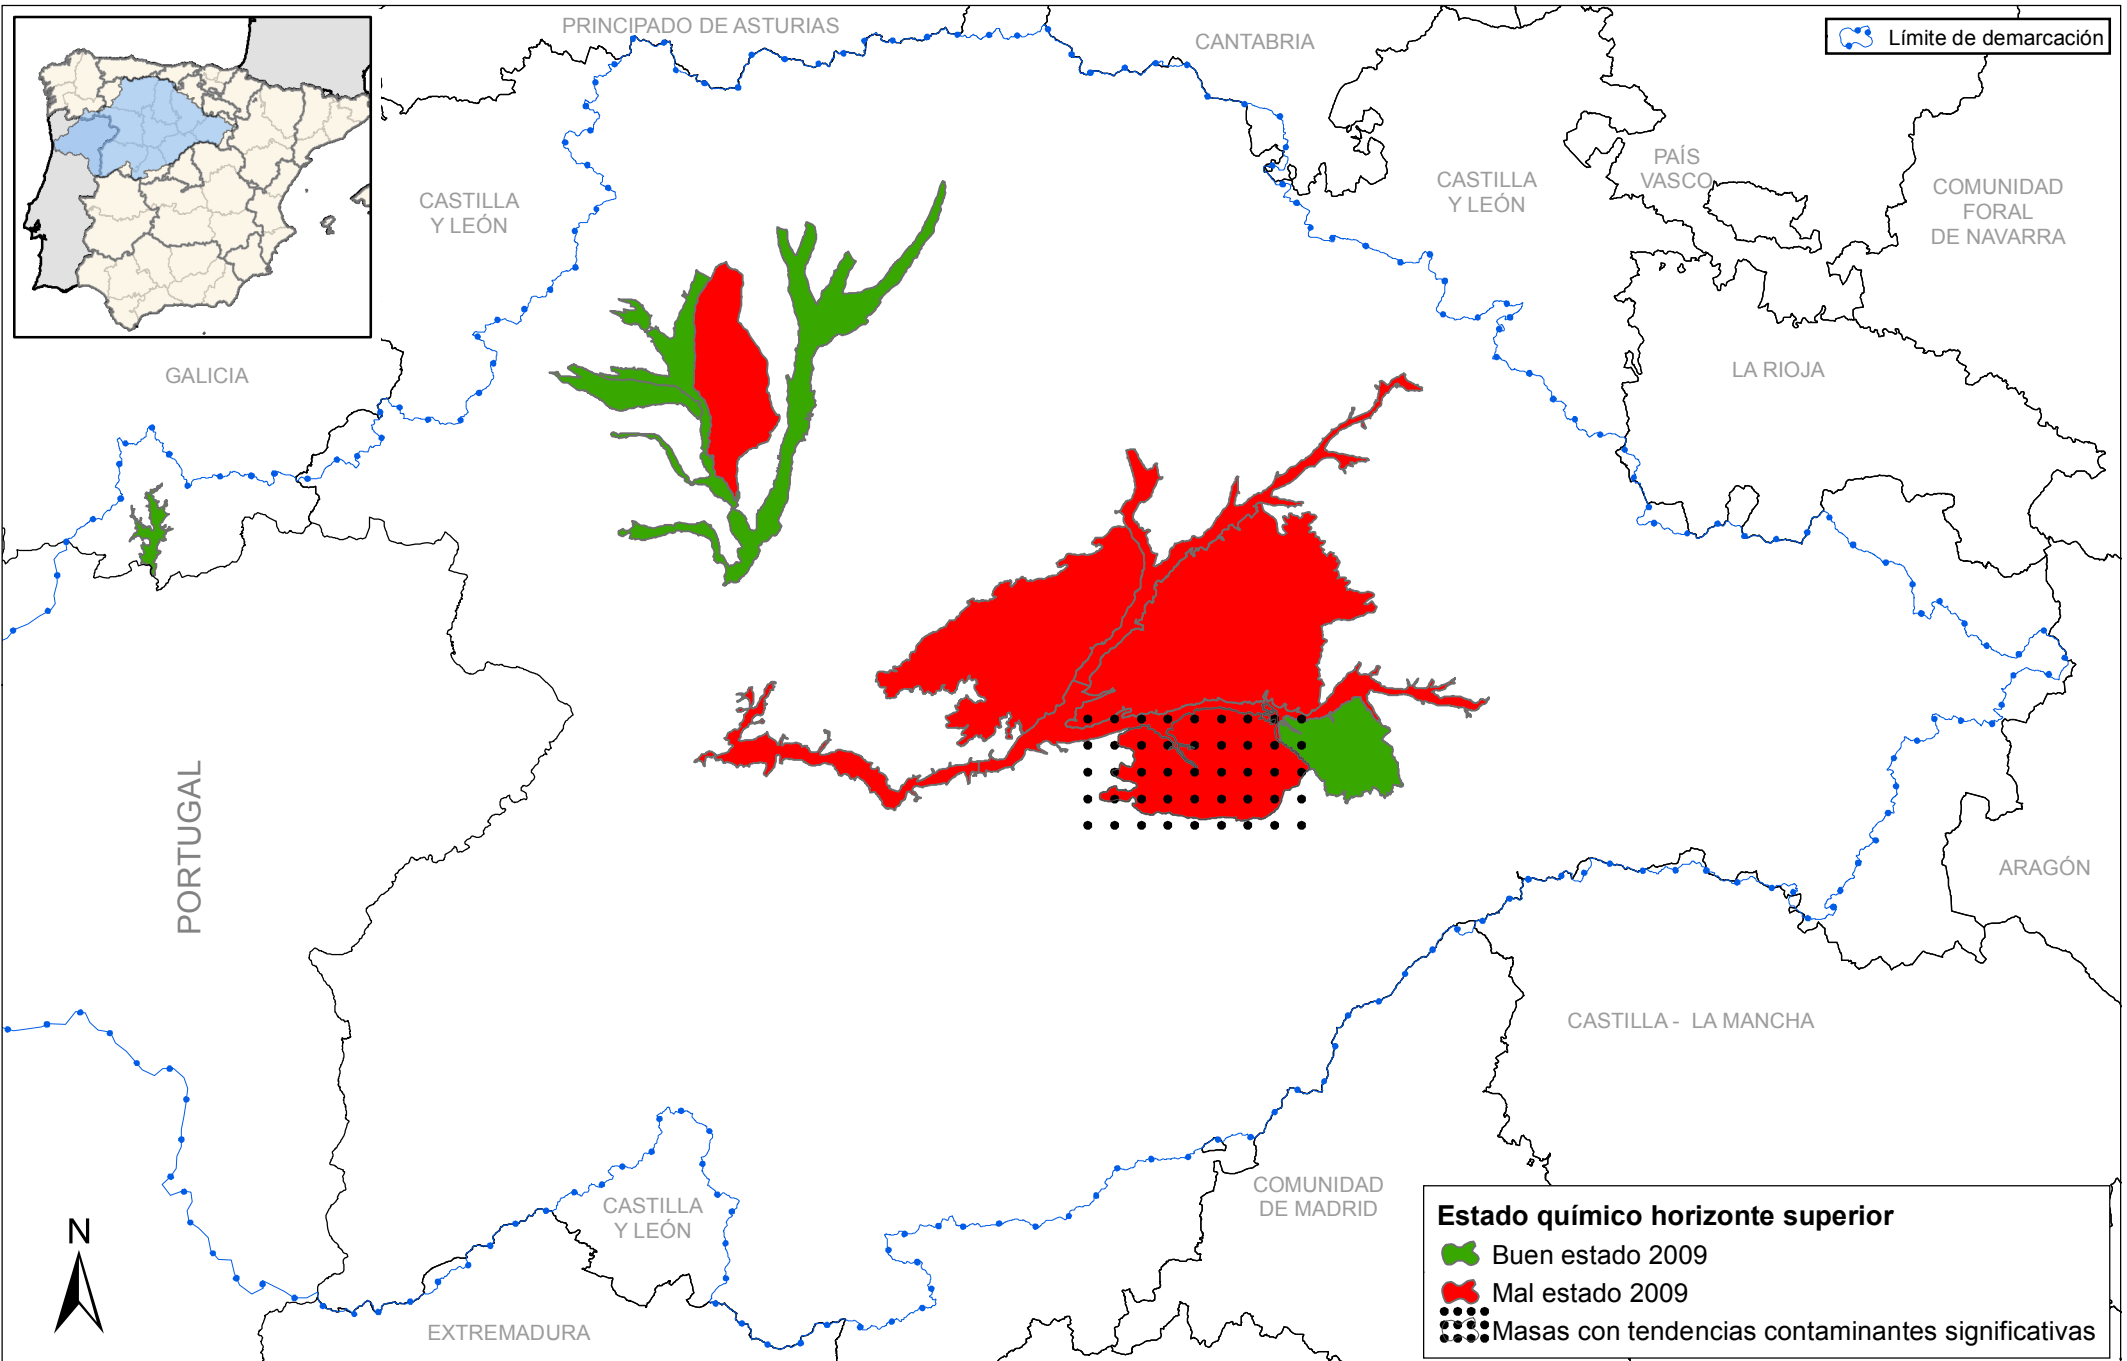 PRINCIPADO DE ASTURIAS
CANTABRIA
Límite de demarcación
CASTILLA
Y LEÓN
CASTILLA
Y LEÓN
PAÍS
VASCO
COMUNIDAD
FORAL
DE NAVARRA
GALICIA
LA RIOJA
PORTUGAL
ARAGÓN
CASTILLA - LA MANCHA
COMUNIDAD
DE MADRID
CASTILLA
Y LEÓN
EXTREMADURA
N
Estado químico horizonte superior
Buen estado 2009
Mal estado 2009
Masas con tendencias contaminantes significativas